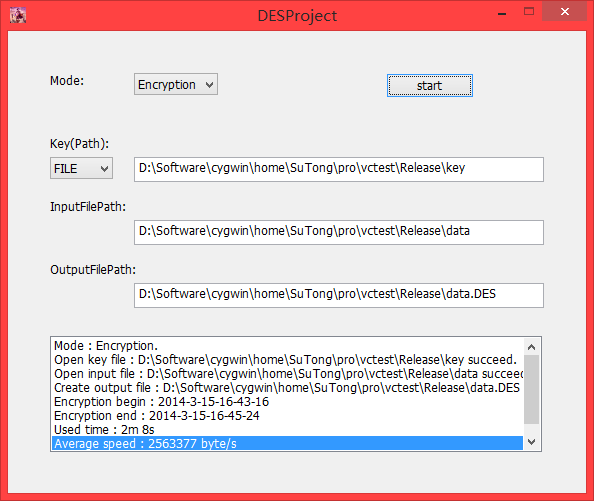 DESProject
Mode:
Encryption
start
Key(Path):
FILE
D:\Software\cygwin\home\SuTong\pro\vctest\Release\key
InputFilePath:
D:\Software\cygwin\home\SuTong\pro\vctest\Release\data
OutputFilePath:
D:\Software\cygwin\home\SuTong\pro\vctest\Release\data.DES
Mode : Encryption.
Open key file : D:\Software\cygwin\home\SuTong\pro\vctest\Release\key succeed.
Open input file : D:\Software\cygwin\home\SuTong\pro\vctest\Release\data succeed
Create output file : D:\Software\cygwin\home\SuTong\pro\vctest\Release\data.DES
Encryption begin : 2014-3-15-16-43-16
Encryption end : 2014-3-15-16-45-24
Used time : 2m 8s
Average speed : 2563377 byte/s